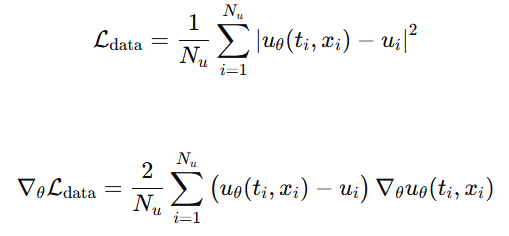 $$\mathcal{L}_{\text{data}} = \frac{1}{N_u} \sum_{i=1}^{N_u} \left| u_\theta(t_i, x_i) - u_i \right|^2$$
$$\nabla_\theta \mathcal{L}_{\text{data}} = \frac{2}{N_u} \sum_{i=1}^{N_u} \left( u_\theta(t_i, x_i) - u_i \right) \nabla_\theta u_\theta(t_i, x_i)$$